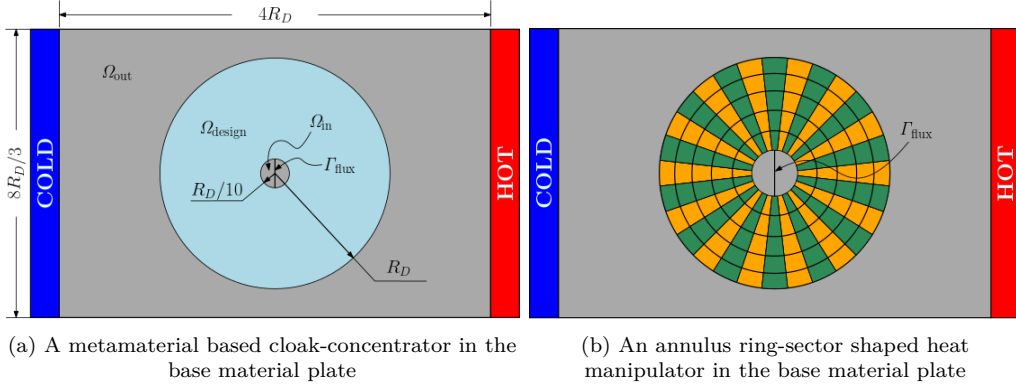 4R_D
8R_D/3
COLD
HOT
Ω_out
Ω_design
Ω_in
Γ_flux
R_D/10
R_D
COLD
HOT
Γ_flux
(a) A metamaterial based cloak-concentrator in the
base material plate
(b) An annulus ring-sector shaped heat
manipulator in the base material plate